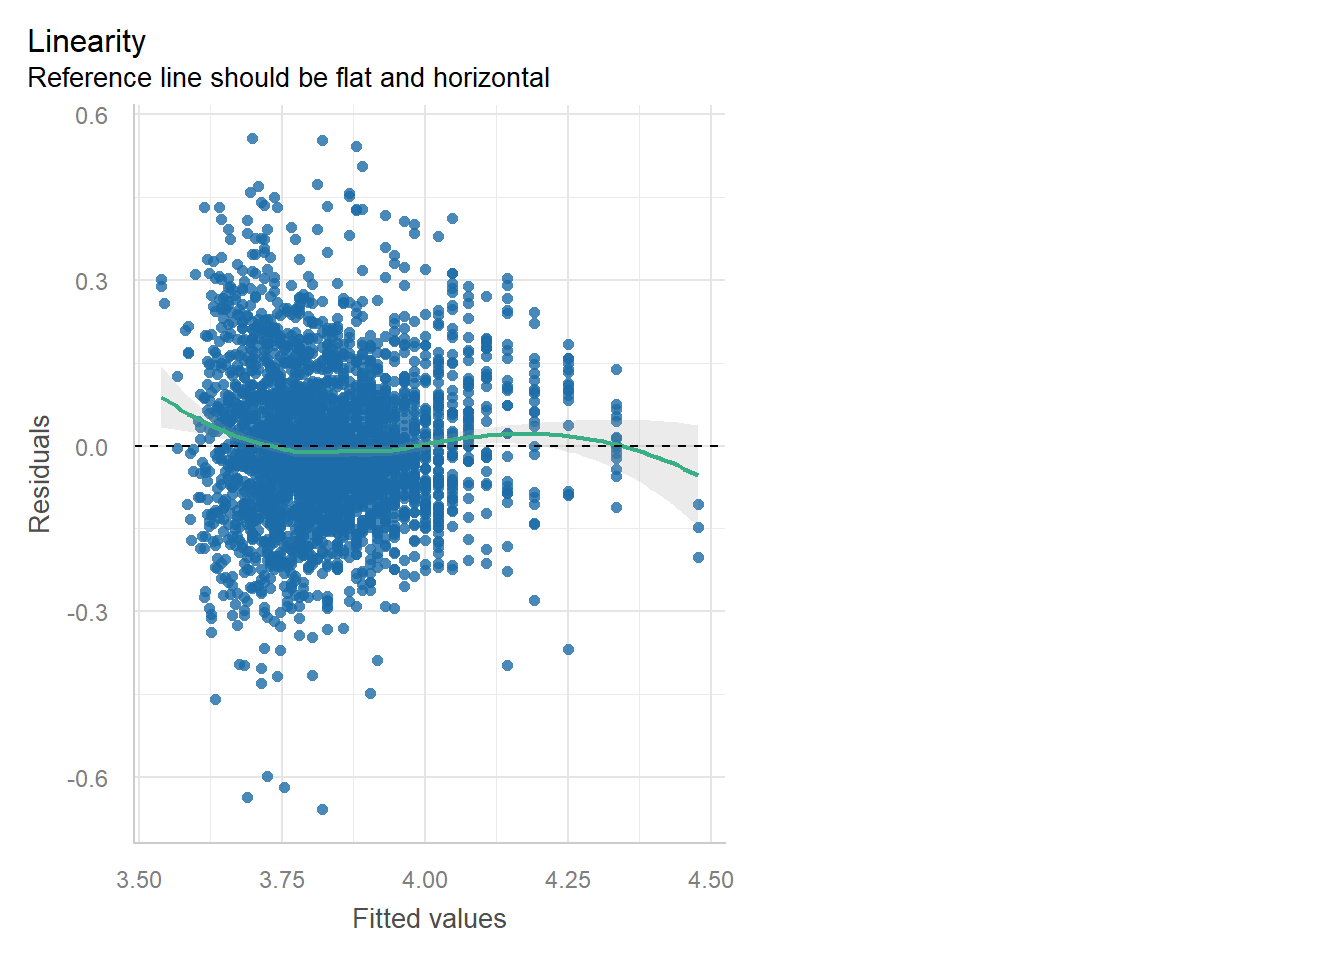 Linearity
Reference line should be flat and horizontal
0.6
0.3
0.0
-0.3
-0.6
Residuals
3.50 3.75 4.00 4.25 4.50
Fitted values